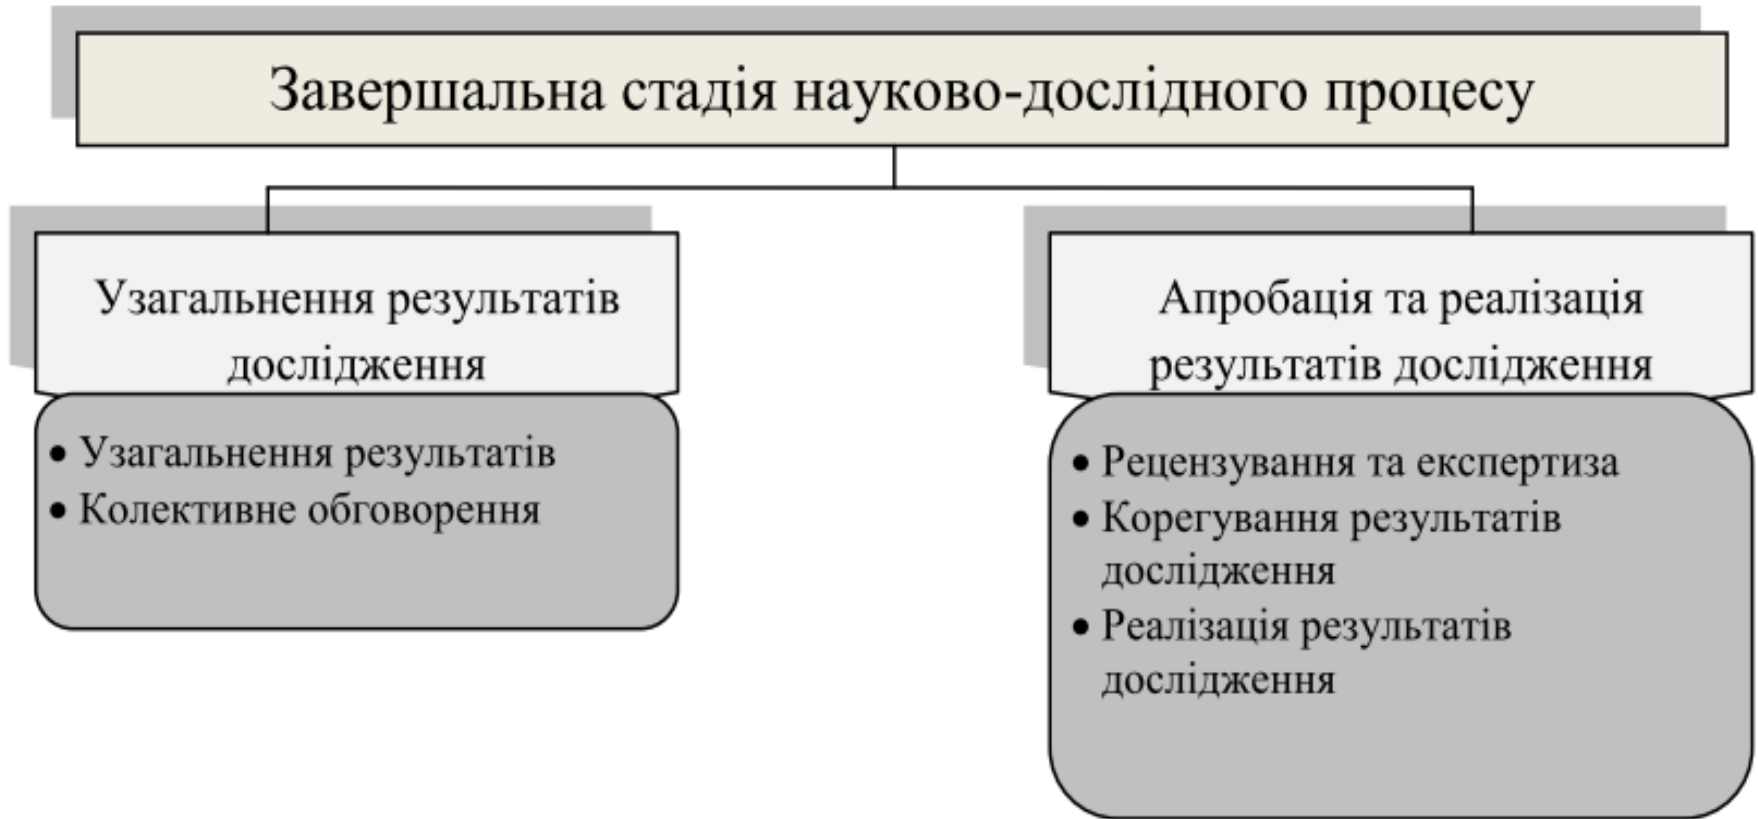 Завершальна стадія науково-дослідного процесу
Узагальнення результатів
дослідження
• Узагальнення результатів
• Колективне обговорення
Апробація та реалізація
результатів дослідження
• Рецензування та експертиза
• Корегування результатів
дослідження
• Реалізація результатів
дослідження